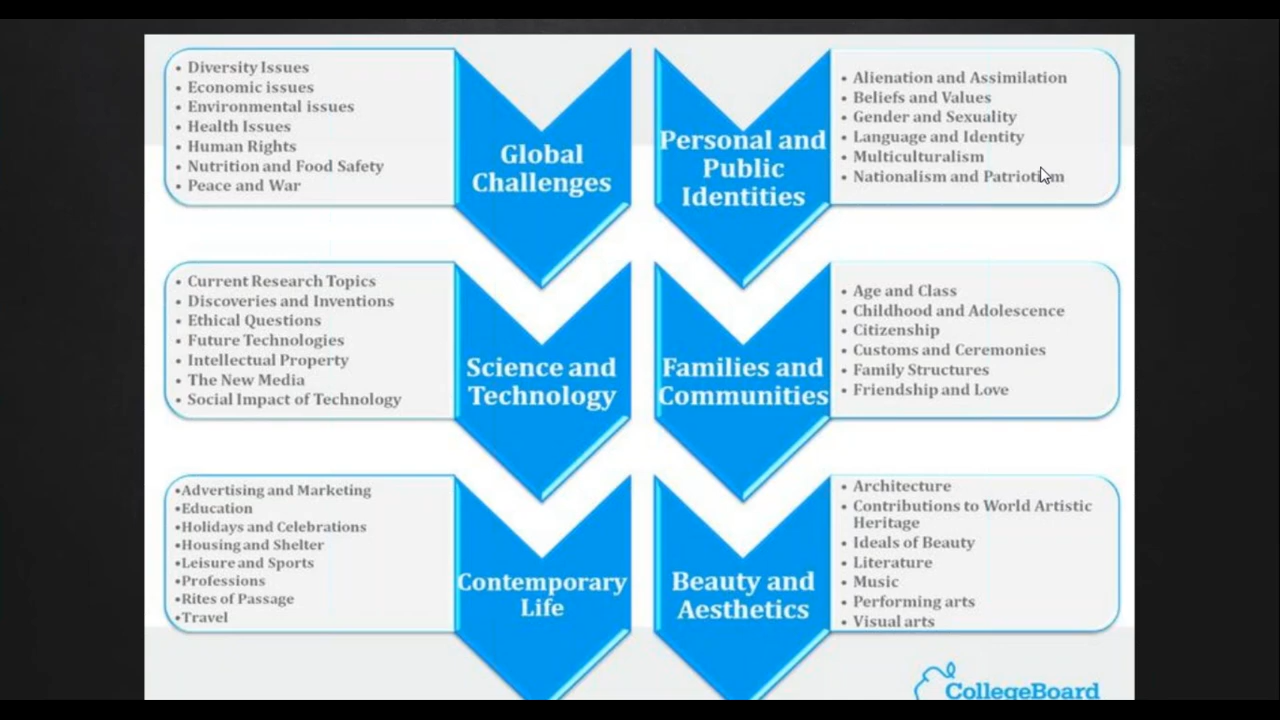 • Diversity Issues
• Economic issues
• Environmental issues
• Health Issues
• Human Rights
• Nutrition and Food Safety
• Peace and War
Global
Challenges
Personal and
Public
Identities
• Alienation and Assimilation
• Beliefs and Values
• Gender and Sexuality
• Language and Identity
• Multiculturalism
• Nationalism and Patriotism
• Current Research Topics
• Discoveries and Inventions
• Ethical Questions
• Future Technologies
• Intellectual Property
• The New Media
• Social Impact of Technology
Science and
Technology
Families and
Communities
• Age and Class
• Childhood and Adolescence
• Citizenship
• Customs and Ceremonies
• Family Structures
• Friendship and Love
•Advertising and Marketing
•Education
•Holidays and Celebrations
•Housing and Shelter
•Leisure and Sports
•Professions
•Rites of Passage
•Travel
Contemporary
Life
Beauty and
Aesthetics
• Architecture
• Contributions to World Artistic
Heritage
• Ideals of Beauty
• Literature
• Music
• Performing arts
• Visual arts
CollegeBoard